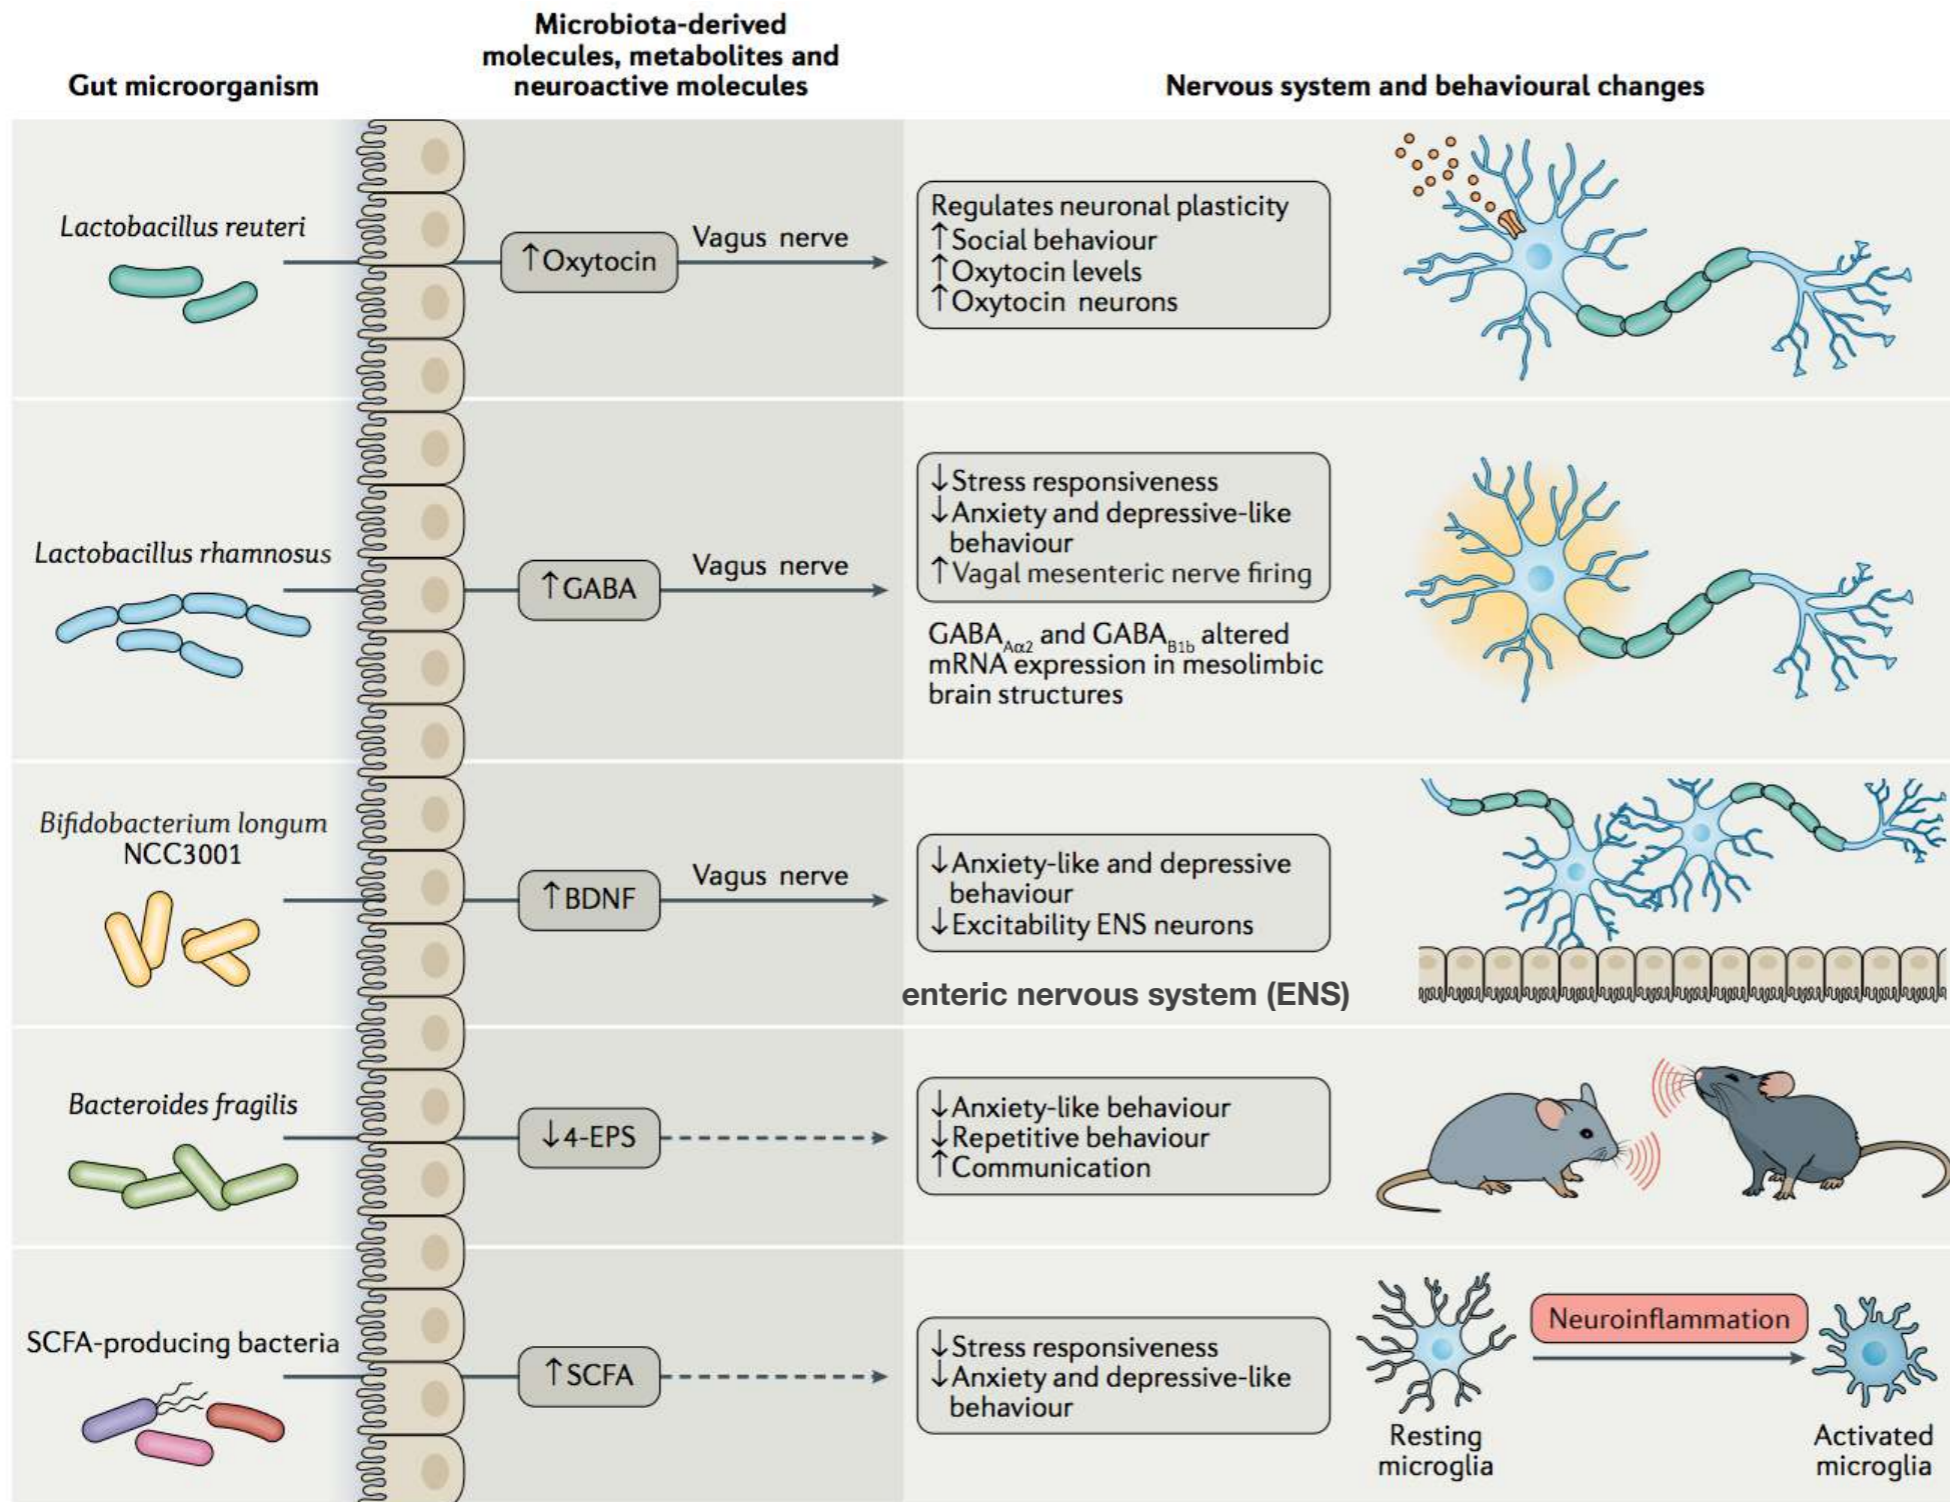 Gut microorganism
Microbiota-derived
molecules, metabolites and
neuroactive molecules
Nervous system and behavioural changes
Lactobacillus reuteri
↑Oxytocin
Vagus nerve
Regulates neuronal plasticity
↑Social behaviour
↑Oxytocin levels
↑Oxytocin neurons
Lactobacillus rhamnosus
↑GABA
Vagus nerve
↓Stress responsiveness
↓Anxiety and depressive-like
behaviour
↑Vagal mesenteric nerve firing
GABA_Aα2 and GABA_B1b altered
mRNA expression in mesolimbic
brain structures
Bifidobacterium longum
NCC3001
↑BDNF
Vagus nerve
↓Anxiety-like and depressive
behaviour
↓Excitability ENS neurons
enteric nervous system (ENS)
Bacteroides fragilis
↓4-EPS
↓Anxiety-like behaviour
↓Repetitive behaviour
↑Communication
SCFA-producing bacteria
↑SCFA
↓Stress responsiveness
↓Anxiety and depressive-like
behaviour
Neuroinflammation
Resting
microglia
Activated
microglia